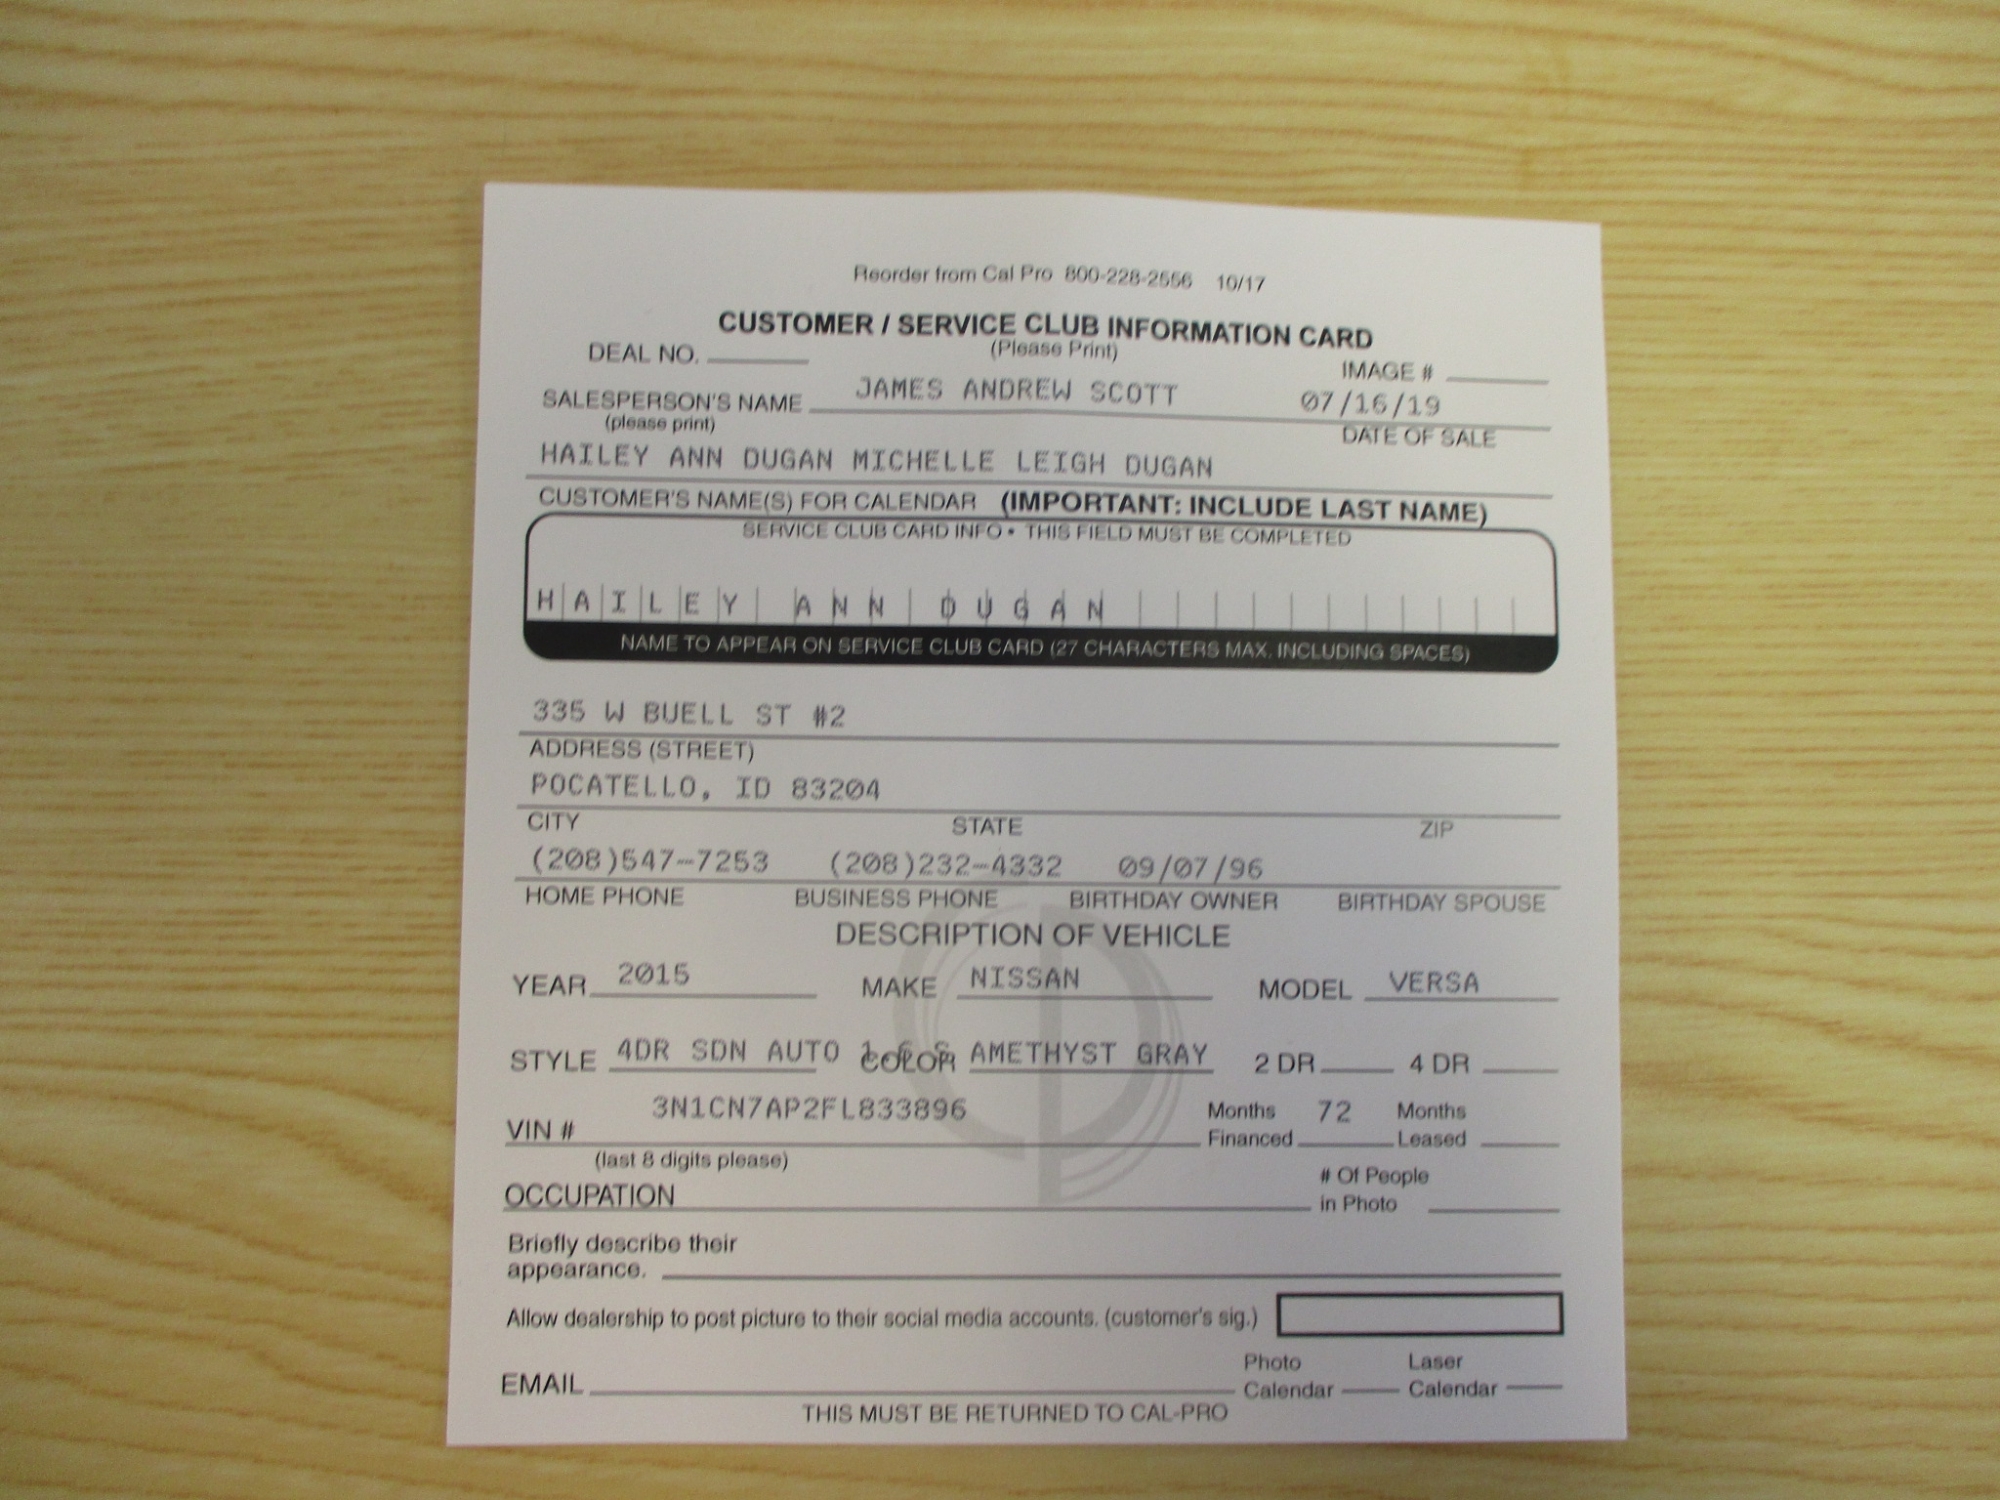 Reorder from Cal Pro 800-228-2556 10/17
CUSTOMER / SERVICE CLUB INFORMATION CARD
DEAL NO. (Please Print)
IMAGE #
SALESPERSON'S NAME JAMES ANDREW SCOTT 07/16/19
(please print) DATE OF SALE
HAILEY ANN DUGAN MICHELLE LEIGH DUGAN
CUSTOMER'S NAME(S) FOR CALENDAR (IMPORTANT: INCLUDE LAST NAME)
SERVICE CLUB CARD INFO • THIS FIELD MUST BE COMPLETED
HAILEY ANN DUGAN
NAME TO APPEAR ON SERVICE CLUB CARD (27 CHARACTERS MAX. INCLUDING SPACES)
335 W BUELL ST #2
ADDRESS (STREET)
POCATELLO, ID 83204
CITY STATE ZIP
(208)547-7253 (208)232-4332 09/07/96
HOME PHONE BUSINESS PHONE BIRTHDAY OWNER BIRTHDAY SPOUSE
DESCRIPTION OF VEHICLE
YEAR 2015 MAKE NISSAN MODEL VERSA
STYLE 4DR SDN AUTO COLOR AMETHYST GRAY 2 DR 4 DR
VIN # 3N1CN7AP2FL833896 Months Financed 72 Months Leased
(last 8 digits please)
OCCUPATION # Of People in Photo
Briefly describe their
appearance.
Allow dealership to post picture to their social media accounts. (customer's sig.)
EMAIL Photo Calendar Laser Calendar
THIS MUST BE RETURNED TO CAL-PRO